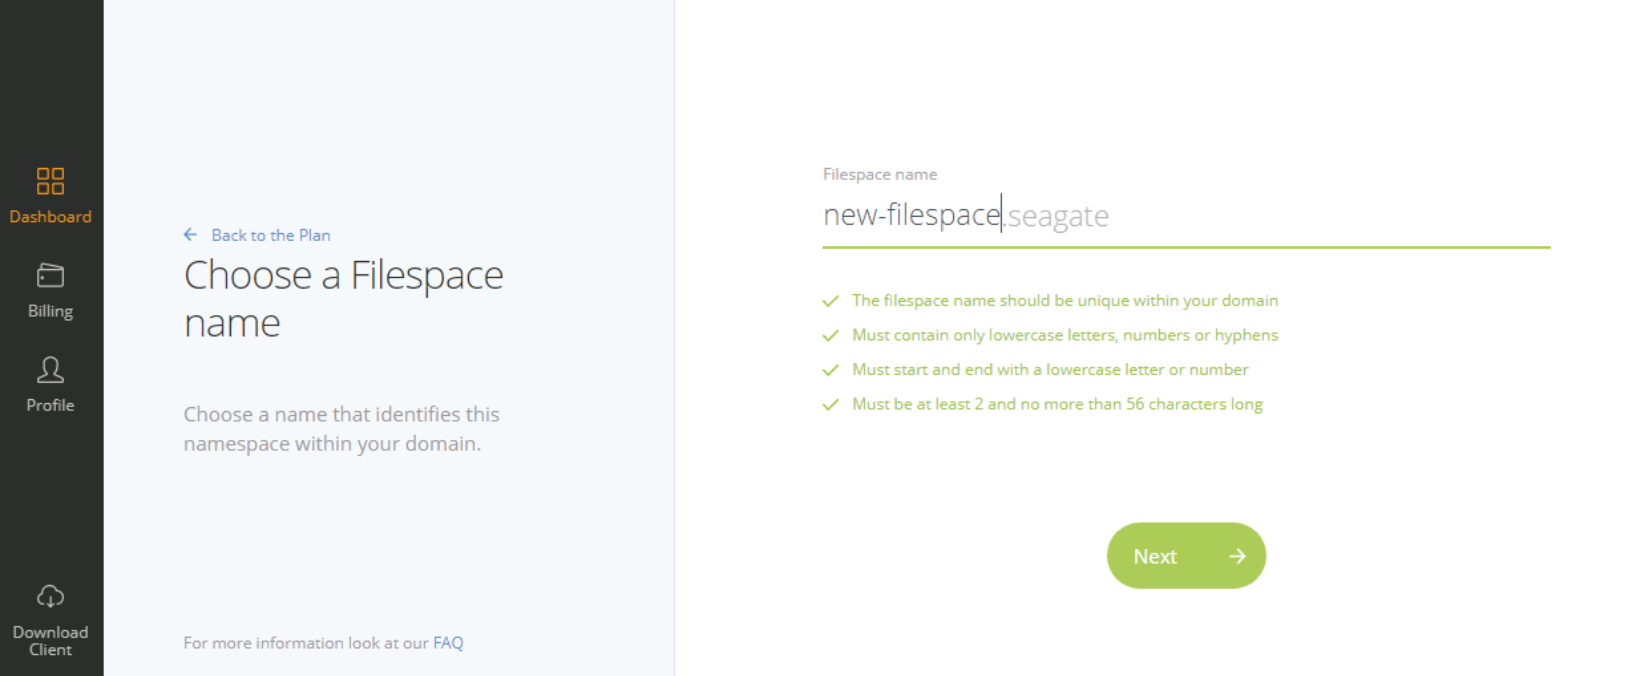 Dashboard
Billing
Profile
Download
Client
Back to the Plan
Choose a Filespace
name
Choose a name that identifies this
namespace within your domain.
For more information look at our FAQ
Filespace name
new-filespace.seagate
The filespace name should be unique within your domain
Must contain only lowercase letters, numbers or hyphens
Must start and end with a lowercase letter or number
Must be at least 2 and no more than 56 characters long
Next